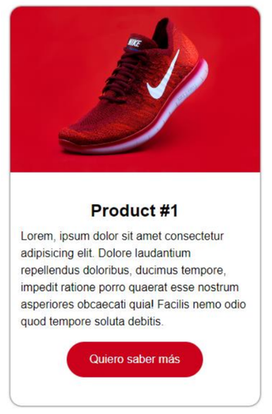 NIKE
Product #1
Lorem, ipsum dolor sit amet consectetur
adipisicing elit. Dolore laudantium
repellendus doloribus, ducimus tempore,
impedit ratione porro quaerat esse nostrum
asperiores obcaecati quia! Facilis nemo odio
quod tempore soluta debitis.
Quiero saber más